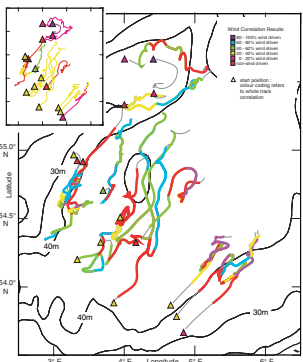 Wind Correlation Results
80 - 100% wind driven
60 - 80% wind driven
40 - 60% wind driven
20 - 40% wind driven
0 - 20% wind driven
non-wind driven
start position :
colour coding refers
to whole track
correlation
55.0°
N
30m
Latitude
54.5°
N
40m
54.0°
N
40m
30m
3° E
4° E
Longitude
5° E
6° E